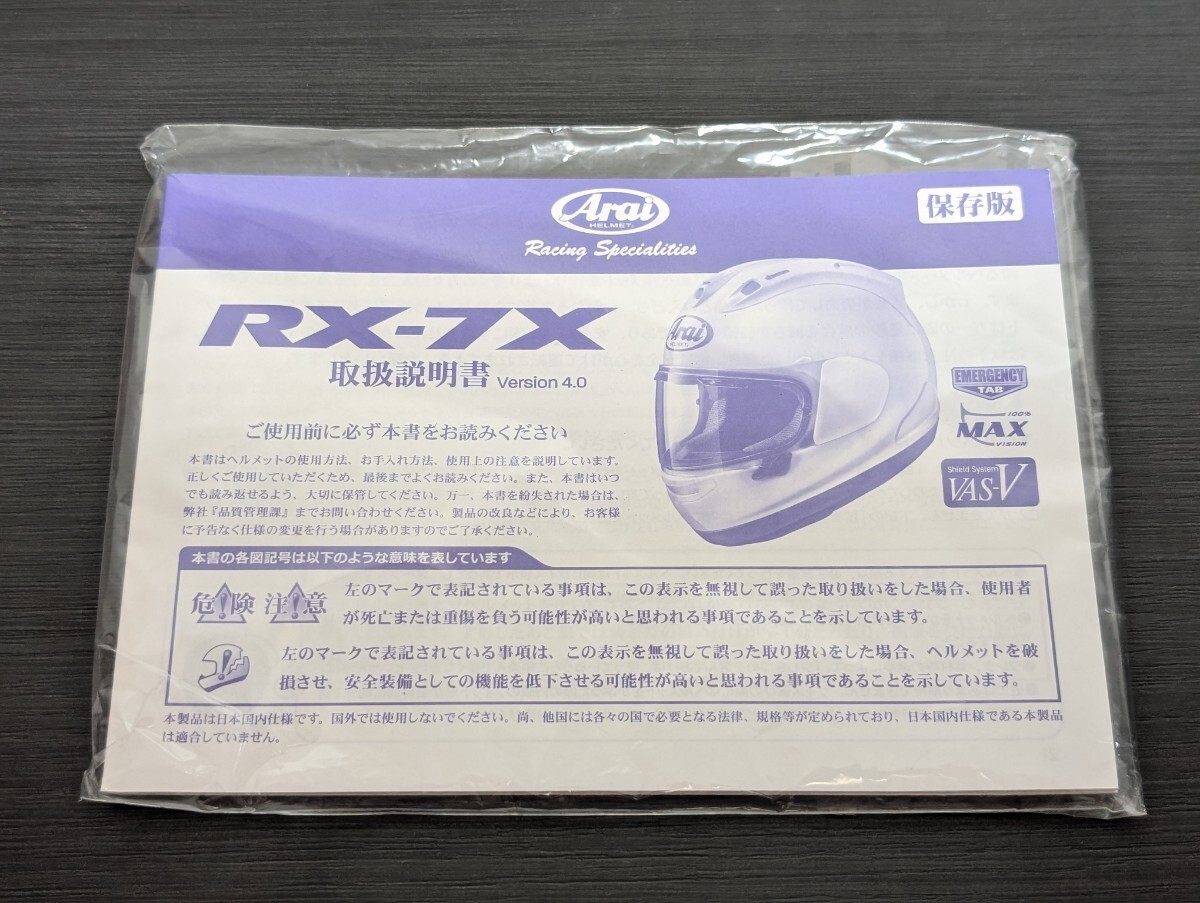 Arai
HELMET
Racing Specialities
保存版
RX-7X
取扱説明書 Version 4.0
Arai
HELMET
EMERGENCY
TAB
100%
MAX
VISION
Shield System
VAS-V
ご使用前に必ず本書をお読みください
本書はヘルメットの使用方法、お手入れ方法、使用上の注意を説明しています。
正しくご使用していただくため、最後までよくお読みください。また、本書はいつ
でも読み返せるよう、大切に保管してください。万一、本書を紛失された場合は、
弊社『品質管理課』までお問い合わせください。製品の改良などにより、お客様
に予告なく仕様の変更を行う場合がありますのでご了承ください。
本書の各図記号は以下のような意味を表しています
危!険 注!意
左のマークで表記されている事項は、この表示を無視して誤った取り扱いをした場合、使用者
が死亡または重傷を負う可能性が高いと思われる事項であることを示しています。
左のマークで表記されている事項は、この表示を無視して誤った取り扱いをした場合、ヘルメットを破
損させ、安全装備としての機能を低下させる可能性が高いと思われる事項であることを示しています。
本製品は日本国内仕様です。国外では使用しないでください。尚、他国には各々の国で必要となる法律、規格等が定められており、日本国内仕様である本製品
は適合していません。